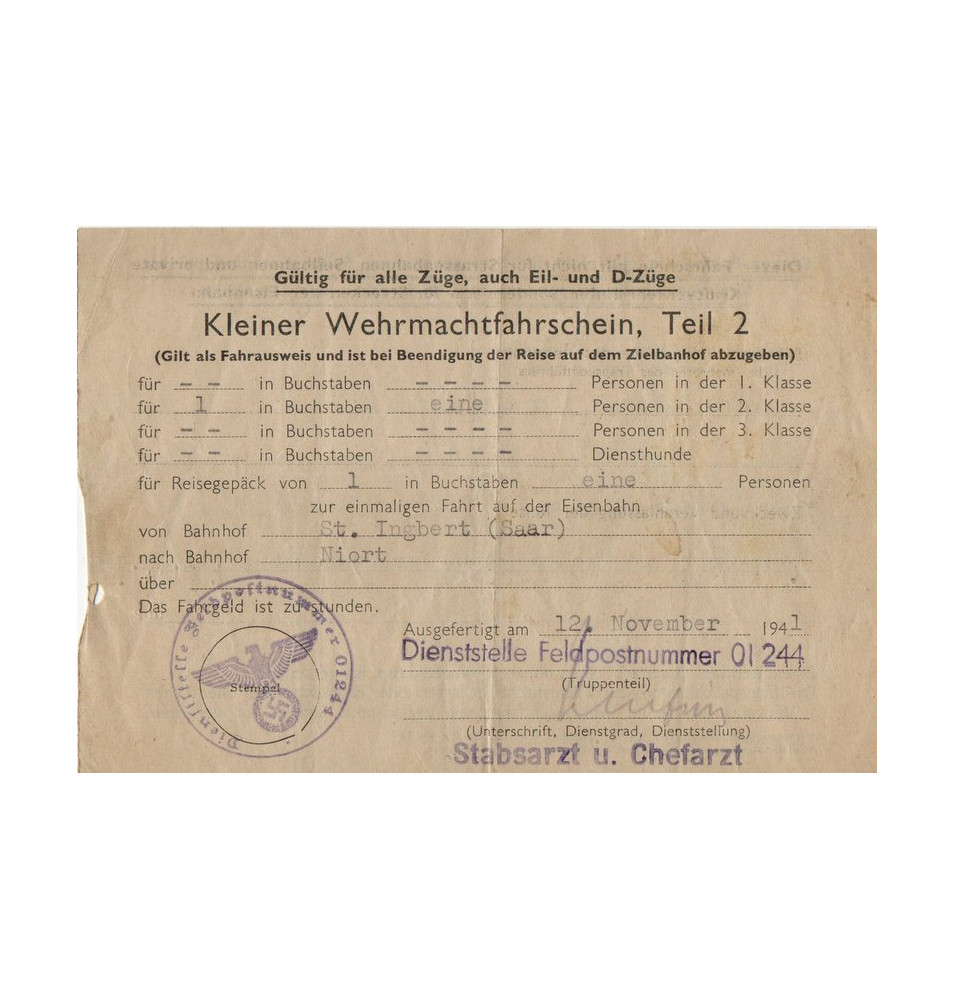 Gültig für alle Züge, auch Eil- und D-Züge
Kleiner Wehrmachtfahrschein, Teil 2
(Gilt als Fahrausweis und ist bei Beendigung der Reise auf dem Zielbanhof abzugeben)
für – – in Buchstaben – – – – Personen in der 1. Klasse
für 1 in Buchstaben eine Personen in der 2. Klasse
für – – in Buchstaben – – – – Personen in der 3. Klasse
für – – in Buchstaben – – – – Diensthunde
für Reisegepäck von 1 in Buchstaben eine Personen
zur einmaligen Fahrt auf der Eisenbahn
von Bahnhof St. Ingbert (Saar)
nach Bahnhof Niort
über
Das Fahrgeld ist zu stunden.
Ausgefertigt am 12. November 1941
Dienststelle Feldpostnummer 01244
(Truppenteil)
(Unterschrift, Dienstgrad, Dienststellung)
Stabsarzt u. Chefarzt
Dienststelle Feldpostnummer 01244
Stempel